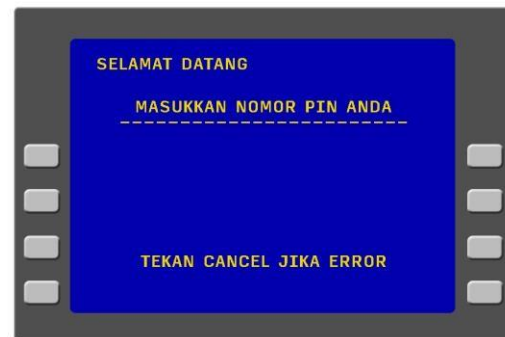 SELAMAT DATANG
MASUKKAN NOMOR PIN ANDA
TEKAN CANCEL JIKA ERROR